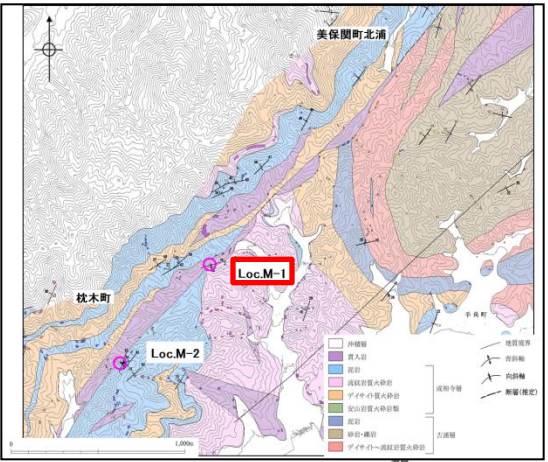 美保関町北浦
Loc.M-1
枕木町
Loc.M-2
手角町
沖積層
貫入岩
泥岩
流紋岩質火砕岩
デイサイト質火砕岩
安山岩質火砕岩類
成相寺層
泥岩
砂岩・礫岩
デイサイト～流紋岩質火砕岩
古浦層
地質境界
背斜軸
向斜軸
断層(推定)
0
1,000m